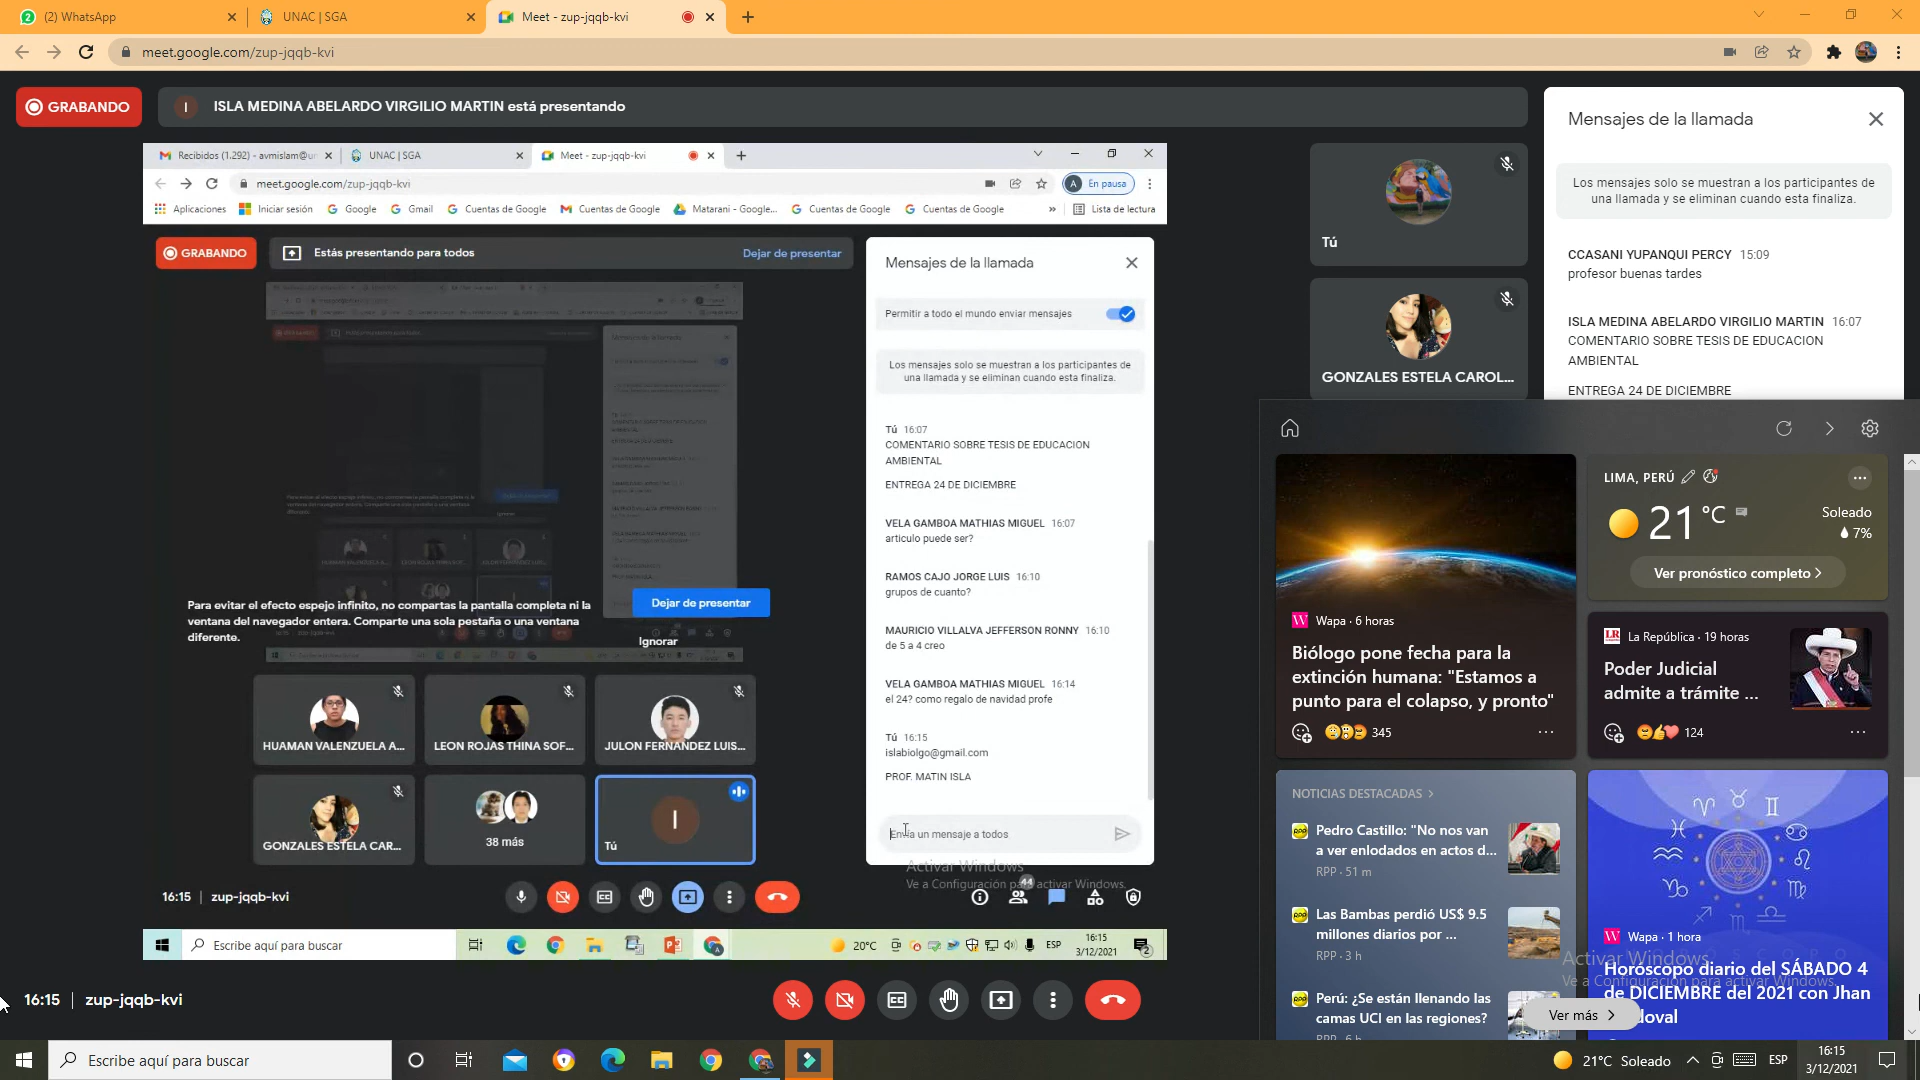 (2) WhatsApp
UNAC | SGA
Meet - zup-jqqb-kvi
meet.google.com/zup-jqqb-kvi
GRABANDO
I
ISLA MEDINA ABELARDO VIRGILIO MARTIN está presentando
Recibidos (1.292) - avmislam@u
UNAC | SGA
Meet - zup-jqqb-kvi
meet.google.com/zup-jqqb-kvi
A En pausa
Aplicaciones
Iniciar sesión
Google
Gmail
Cuentas de Google
Cuentas de Google
Matarani - Google...
Cuentas de Google
Cuentas de Google
»
Lista de lectura
GRABANDO
Estás presentando para todos
Dejar de presentar
Para evitar el efecto espejo infinito, no compartas la pantalla completa ni la
ventana del navegador entera. Comparte una sola pestaña o una ventana
diferente.
Dejar de presentar
Ignorar
HUAMAN VALENZUELA A...
LEON ROJAS THINA SOF...
JULON FERNANDEZ LUIS...
GONZALES ESTELA CAR...
38 más
I
Tú
Mensajes de la llamada
Permitir a todo el mundo enviar mensajes
Los mensajes solo se muestran a los participantes de
una llamada y se eliminan cuando esta finaliza.
Tú 16:07
COMENTARIO SOBRE TESIS DE EDUCACION
AMBIENTAL
ENTREGA 24 DE DICIEMBRE
VELA GAMBOA MATHIAS MIGUEL 16:07
articulo puede ser?
RAMOS CAJO JORGE LUIS 16:10
grupos de cuanto?
MAURICIO VILLALVA JEFFERSON RONNY 16:10
de 5 a 4 creo
VELA GAMBOA MATHIAS MIGUEL 16:14
el 24? como regalo de navidad profe
Tú 16:15
islabiolgo@gmail.com
PROF. MATIN ISLA
Envía un mensaje a todos
Activar Windows
Ve a Configuración para activar Windows.
16:15 | zup-jqqb-kvi
44
Escribe aquí para buscar
20°C
ESP
16:15
3/12/2021
2
Tú
GONZALES ESTELA CAROL...
Mensajes de la llamada
Los mensajes solo se muestran a los participantes de
una llamada y se eliminan cuando esta finaliza.
CCASANI YUPANQUI PERCY 15:09
profesor buenas tardes
ISLA MEDINA ABELARDO VIRGILIO MARTIN 16:07
COMENTARIO SOBRE TESIS DE EDUCACION
AMBIENTAL
ENTREGA 24 DE DICIEMBRE
Wapa · 6 horas
Biólogo pone fecha para la
extinción humana: "Estamos a
punto para el colapso, y pronto"
345
LIMA, PERÚ
21 °C
Soleado
7%
Ver pronóstico completo
La República · 19 horas
Poder Judicial
admite a trámite ...
124
NOTICIAS DESTACADAS
Pedro Castillo: "No nos van
a ver enlodados en actos d...
RPP · 51 m
Las Bambas perdió US$ 9.5
millones diarios por ...
RPP · 3 h
Perú: ¿Se están llenando las
camas UCI en las regiones?
RPP · 6 h
Wapa · 1 hora
Horóscopo diario del SÁBADO 4
de DICIEMBRE del 2021 con Jhan
doval
Activar Windows
Ve a Configuración para activar Windows.
Ver más
16:15 | zup-jqqb-kvi
Escribe aquí para buscar
21°C Soleado
ESP
16:15
3/12/2021